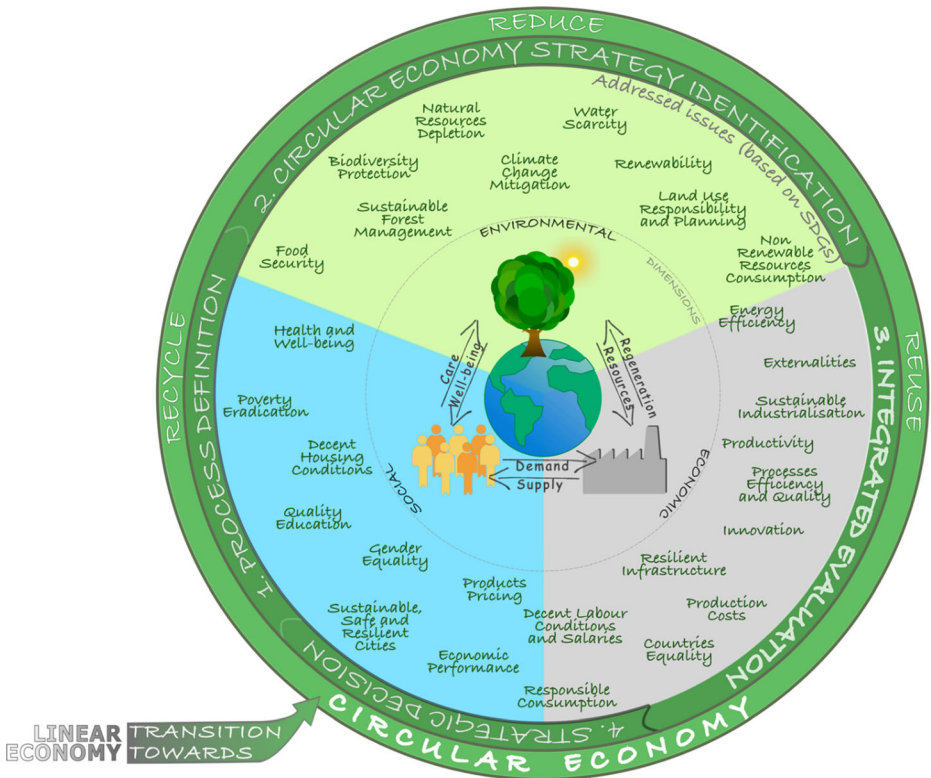 REDUCE
2. CIRCULAR ECONOMY STRATEGY IDENTIFICATION
Addressed issues (based on SDGs)
Natural
Resources
Depletion
Water
Scarcity
Biodiversity
Protection
Climate
Change
Mitigation
Renewability
Sustainable
Forest
Management
Land Use
Responsibility
and Planning
Food
Security
Non
Renewable
Resources
Consumption
ENVIRONMENTAL
DIMENSIONS
RECYCLE
1. PROCESS DEFINITION
REUSE
3. INTEGRATED EVALUATION
Energy
Efficiency
Health and
Well-being
Externalities
Care
Well-being
Regeneration
Resources
Poverty
Eradication
Sustainable
Industrialisation
Decent
Housing
Conditions
Productivity
Demand
Supply
Processes
Efficiency
and Quality
SOCIAL
ECONOMIC
Quality
Education
Innovation
Gender
Equality
Resilient
Infrastructure
Products
Pricing
Sustainable,
Safe and
Resilient
Cities
Decent Labour
Conditions
and Salaries
Production
Costs
Economic
Performance
Countries
Equality
Responsible
Consumption
4. STRATEGIC DECISION
CIRCULAR ECONOMY
LINEAR
ECONOMY
TRANSITION
TOWARDS